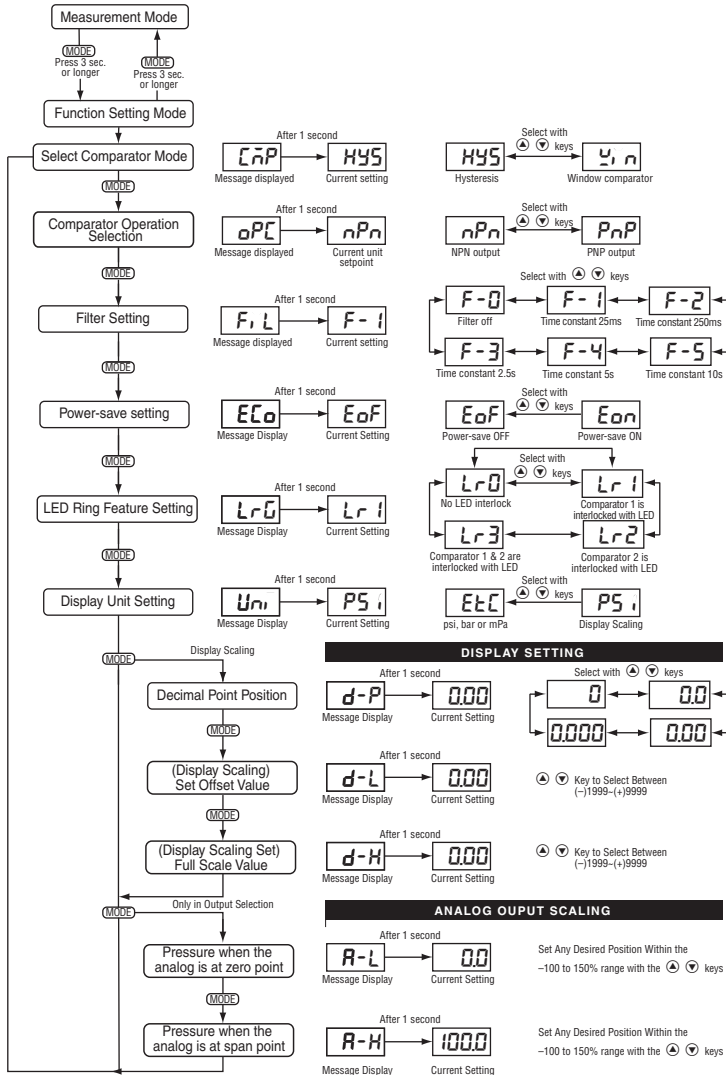 Measurement Mode
MODE
Press 3 sec.
or longer
MODE
Press 3 sec.
or longer
Function Setting Mode
Select Comparator Mode
MODE
After 1 second
CmP
HYS
Message displayed
Current setting
Select with
keys
HYS
Win
Hysteresis
Window comparator
Comparator Operation
Selection
MODE
After 1 second
oPC
nPn
Message displayed
Current unit
setpoint
Select with
keys
nPn
PnP
NPN output
PNP output
Filter Setting
MODE
After 1 second
FiL
F-1
Message displayed
Current setting
Select with keys
F-0
F-1
F-2
Filter off
Time constant 25ms
Time constant 250ms
F-3
F-4
F-5
Time constant 2.5s
Time constant 5s
Time constant 10s
Power-save setting
MODE
After 1 second
ECo
EoF
Message Display
Current Setting
Select with
keys
EoF
Eon
Power-save OFF
Power-save ON
LED Ring Feature Setting
MODE
After 1 second
LrG
Lr1
Message Display
Current Setting
Select with
keys
Lr0
Lr1
No LED interlock
Comparator 1 is
interlocked with LED
Lr3
Lr2
Comparator 1 & 2 are
interlocked with LED
Comparator 2 is
interlocked with LED
Display Unit Setting
After 1 second
Uni
PSi
Message Display
Current Setting
Select with
keys
EtC
PSi
psi, bar or mPa
Display Scaling
MODE
Display Scaling
DISPLAY SETTING
Decimal Point Position
MODE
After 1 second
d-P
0.00
Message Display
Current Setting
Select with keys
0
0.0
0.000
0.00
(Display Scaling)
Set Offset Value
MODE
After 1 second
d-L
0.00
Message Display
Current Setting
Key to Select Between
(–)1999~(+)9999
(Display Scaling Set)
Full Scale Value
After 1 second
d-H
0.00
Message Display
Current Setting
Key to Select Between
(–)1999~(+)9999
MODE
Only in Output Selection
ANALOG OUPUT SCALING
Pressure when the
analog is at zero point
MODE
After 1 second
A-L
0.0
Message Display
Current Setting
Set Any Desired Position Within the
–100 to 150% range with the keys
Pressure when the
analog is at span point
After 1 second
A-H
100.0
Message Display
Current Setting
Set Any Desired Position Within the
–100 to 150% range with the keys